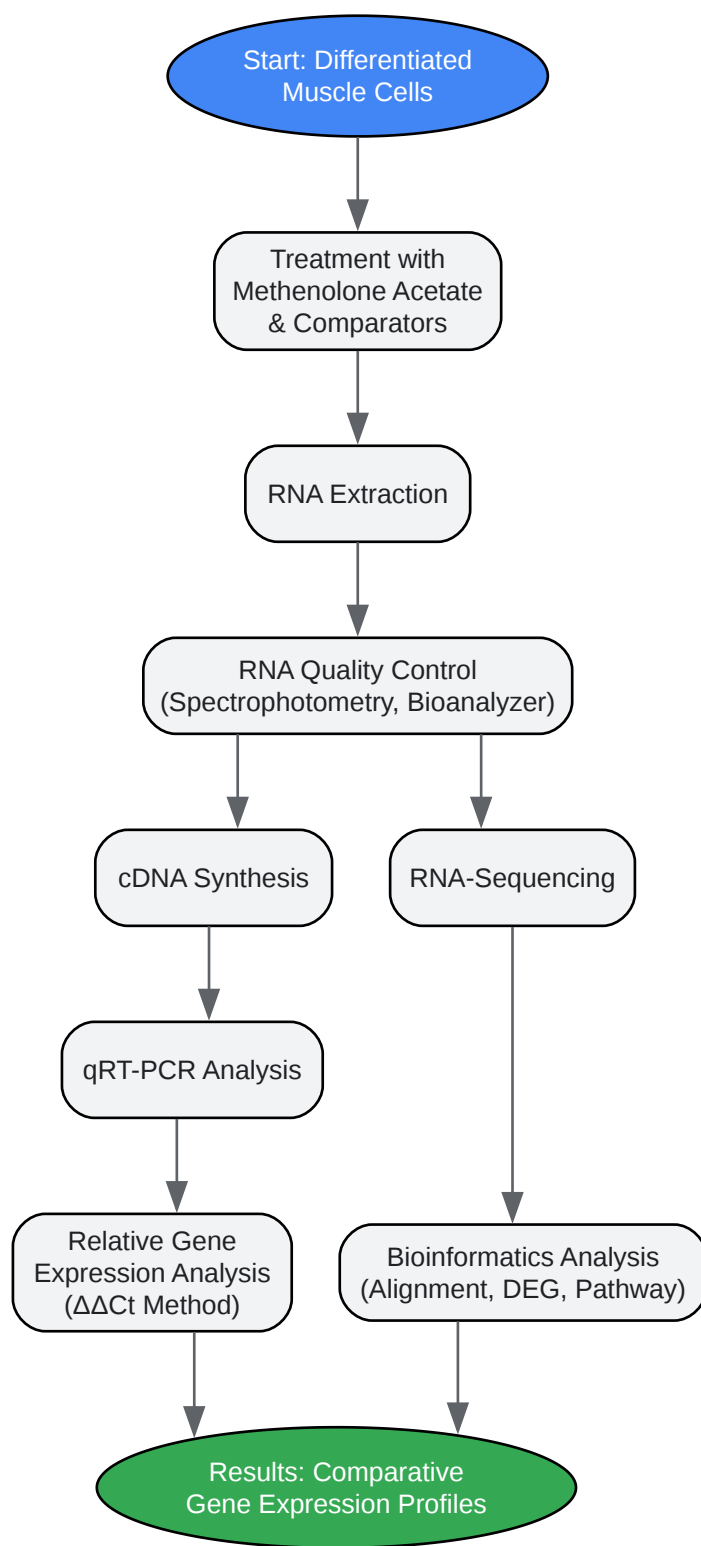 Start: Differentiated
Muscle Cells
Treatment with
Methenolone Acetate
& Comparators
RNA Extraction
RNA Quality Control
(Spectrophotometry, Bioanalyzer)
cDNA Synthesis
RNA-Sequencing
qRT-PCR Analysis
Relative Gene
Expression Analysis
(ΔΔCt Method)
Bioinformatics Analysis
(Alignment, DEG, Pathway)
Results: Comparative
Gene Expression Profiles